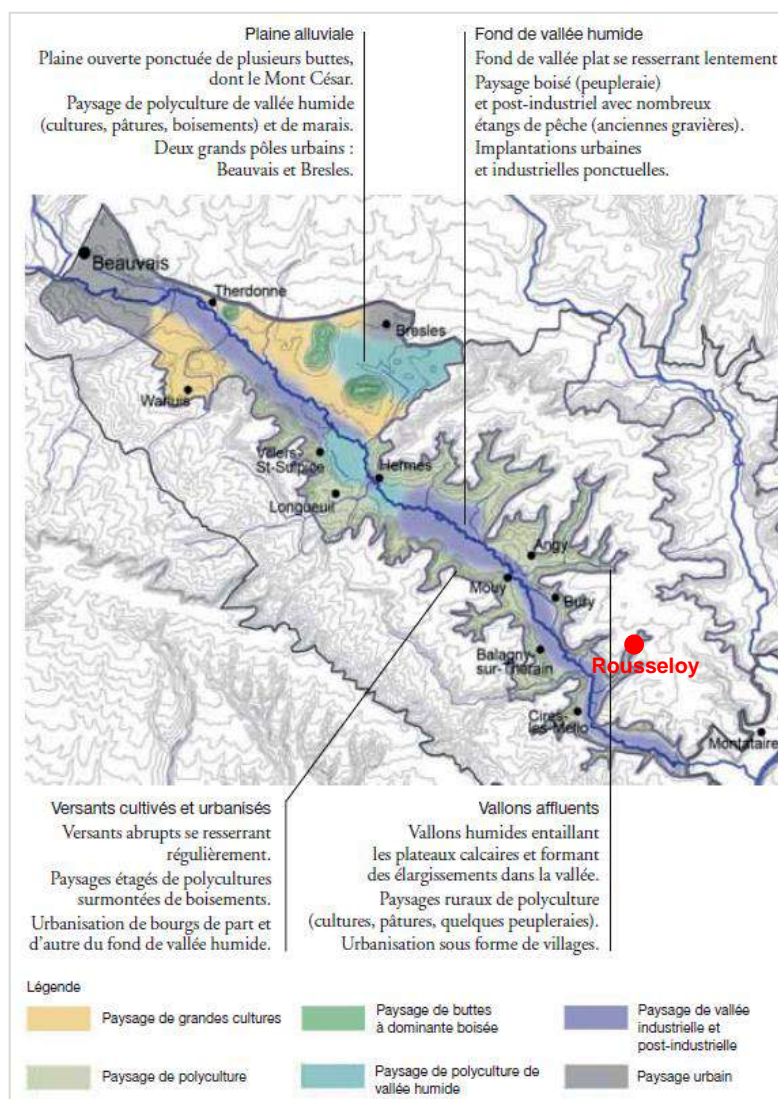 Plaine alluviale
Plaine ouverte ponctuée de plusieurs buttes,
dont le Mont César.
Paysage de polyculture de vallée humide
(cultures, pâtures, boisements) et de marais.
Deux grands pôles urbains :
Beauvais et Bresles.
Fond de vallée humide
Fond de vallée plat se resserrant lentement
Paysage boisé (peupleraie)
et post-industriel avec nombreux
étangs de pêche (anciennes gravières).
Implantations urbaines
et industrielles ponctuelles.
Beauvais
Therdonne
Bresles
Warluis
Villers-
St-Sulpice
Hermes
Longueuil
Angy
Mouy
Bury
Balagny-
sur-Thérain
Rousseloy
Cires-
les-Mello
Montataire
Versants cultivés et urbanisés
Versants abrupts se resserrant
régulièrement.
Paysages étagés de polycultures
surmontées de boisements.
Urbanisation de bourgs de part et
d'autre du fond de vallée humide.
Vallons affluents
Vallons humides entaillant
les plateaux calcaires et formant
des élargissements dans la vallée.
Paysages ruraux de polyculture
(cultures, pâtures, quelques peupleraies).
Urbanisation sous forme de villages.
Légende
Paysage de grandes cultures
Paysage de buttes
à dominante boisée
Paysage de vallée
industrielle et
post-industrielle
Paysage de polyculture
Paysage de polyculture de
vallée humide
Paysage urbain